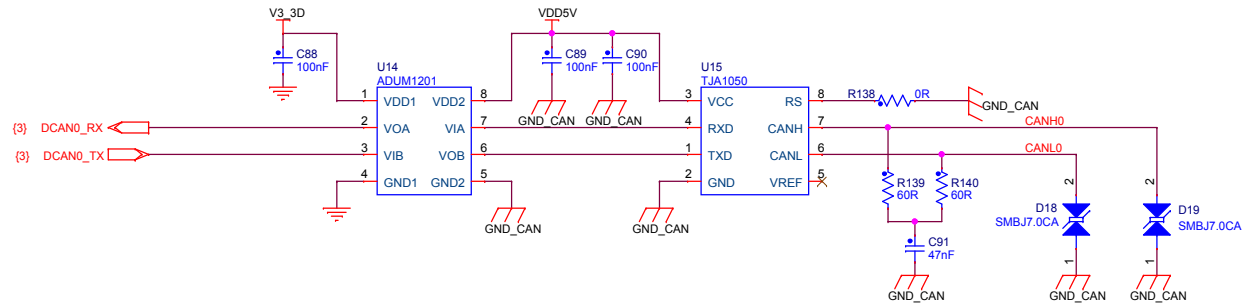 V3_3D
VDD5V
C88
100nF
C89
100nF
C90
100nF
U14
ADUM1201
U15
TJA1050
1 VDD1 VDD2 8
2 VOA VIA 7
3 VIB VOB 6
4 GND1 GND2 5
3 VCC RS 8
4 RXD CANH 7
1 TXD CANL 6
2 GND VREF 5
{3} DCAN0_RX
{3} DCAN0_TX
GND_CAN
GND_CAN
R138 0R
GND_CAN
CANH0
CANL0
R139
60R
R140
60R
2
2
D18
SMBJ7.0CA
D19
SMBJ7.0CA
1
1
GND_CAN
GND_CAN
C91
47nF
GND_CAN
GND_CAN
GND_CAN